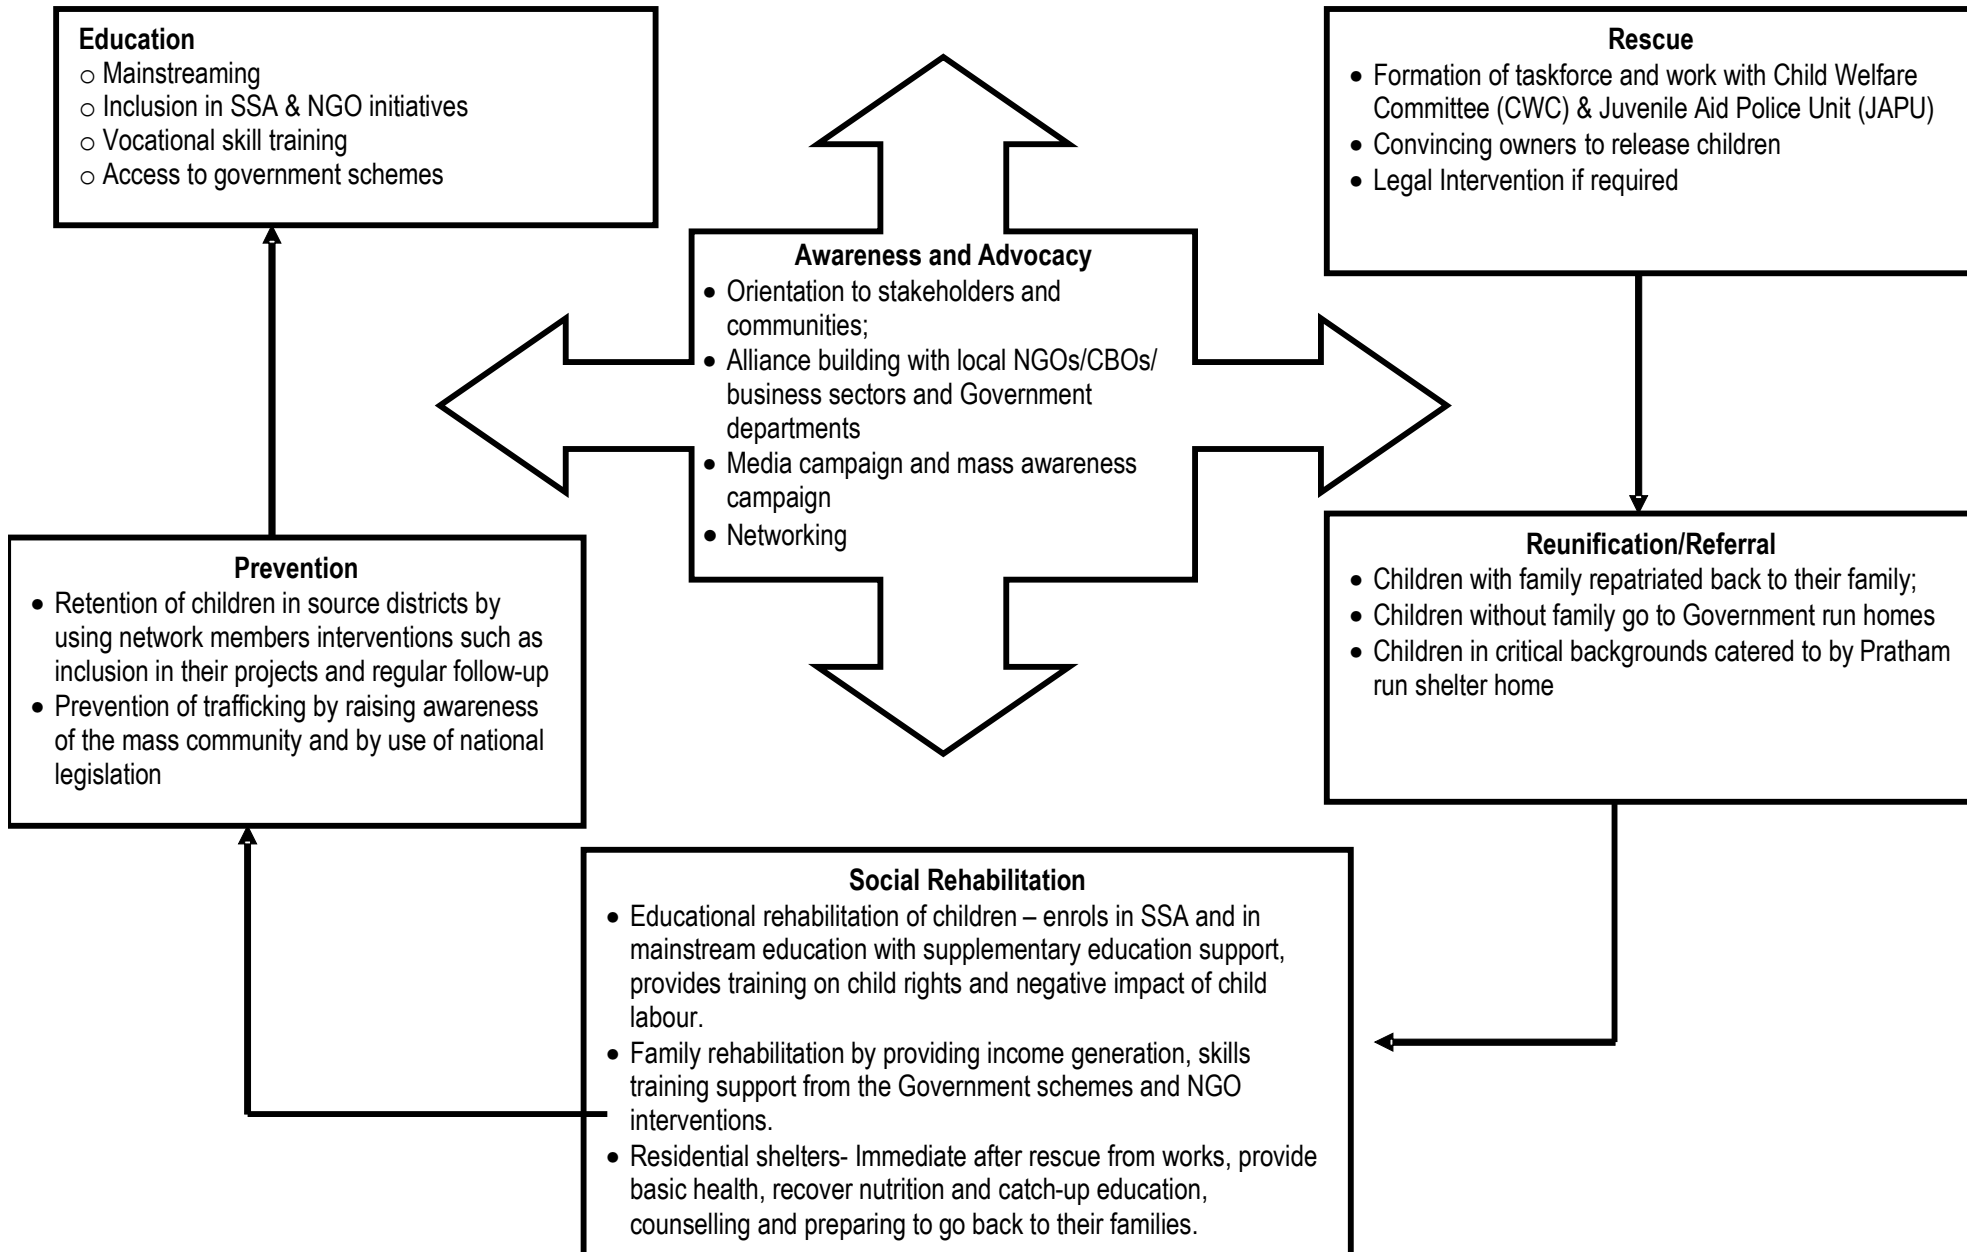 Education
○ Mainstreaming
○ Inclusion in SSA & NGO initiatives
○ Vocational skill training
○ Access to government schemes
Rescue
• Formation of taskforce and work with Child Welfare
Committee (CWC) & Juvenile Aid Police Unit (JAPU)
• Convincing owners to release children
• Legal Intervention if required
Awareness and Advocacy
• Orientation to stakeholders and
communities;
• Alliance building with local NGOs/CBOs/
business sectors and Government
departments
• Media campaign and mass awareness
campaign
• Networking
Prevention
• Retention of children in source districts by
using network members interventions such as
inclusion in their projects and regular follow-up
• Prevention of trafficking by raising awareness
of the mass community and by use of national
legislation
Reunification/Referral
• Children with family repatriated back to their family;
• Children without family go to Government run homes
• Children in critical backgrounds catered to by Pratham
run shelter home
Social Rehabilitation
• Educational rehabilitation of children – enrols in SSA and in
mainstream education with supplementary education support,
provides training on child rights and negative impact of child
labour.
• Family rehabilitation by providing income generation, skills
training support from the Government schemes and NGO
interventions.
• Residential shelters- Immediate after rescue from works, provide
basic health, recover nutrition and catch-up education,
counselling and preparing to go back to their families.